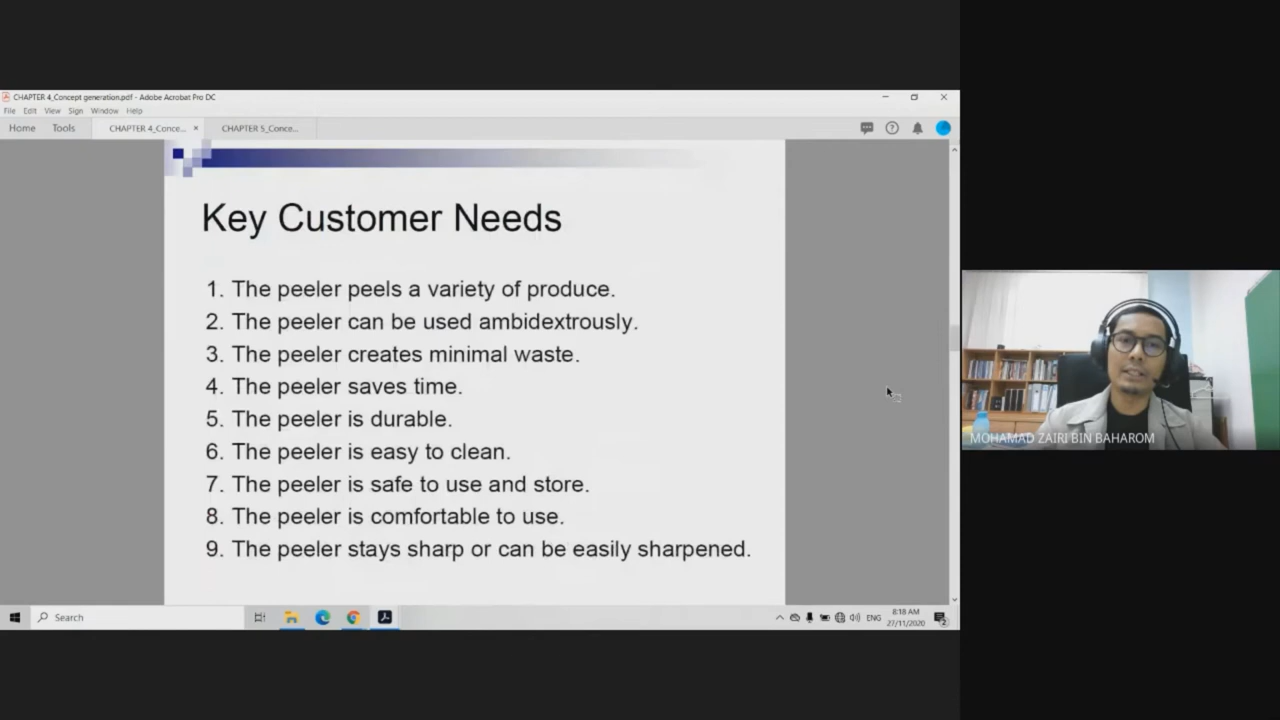 CHAPTER 4_Concept generation.pdf - Adobe Acrobat Pro DC
File Edit View Sign Window Help
Home Tools CHAPTER 4_Conce... × CHAPTER 5_Conce...
Key Customer Needs
1. The peeler peels a variety of produce.
2. The peeler can be used ambidextrously.
3. The peeler creates minimal waste.
4. The peeler saves time.
5. The peeler is durable.
6. The peeler is easy to clean.
7. The peeler is safe to use and store.
8. The peeler is comfortable to use.
9. The peeler stays sharp or can be easily sharpened.
MOHAMAD ZAIRI BIN BAHAROM
Search
ENG
8:18 AM
27/11/2020
2